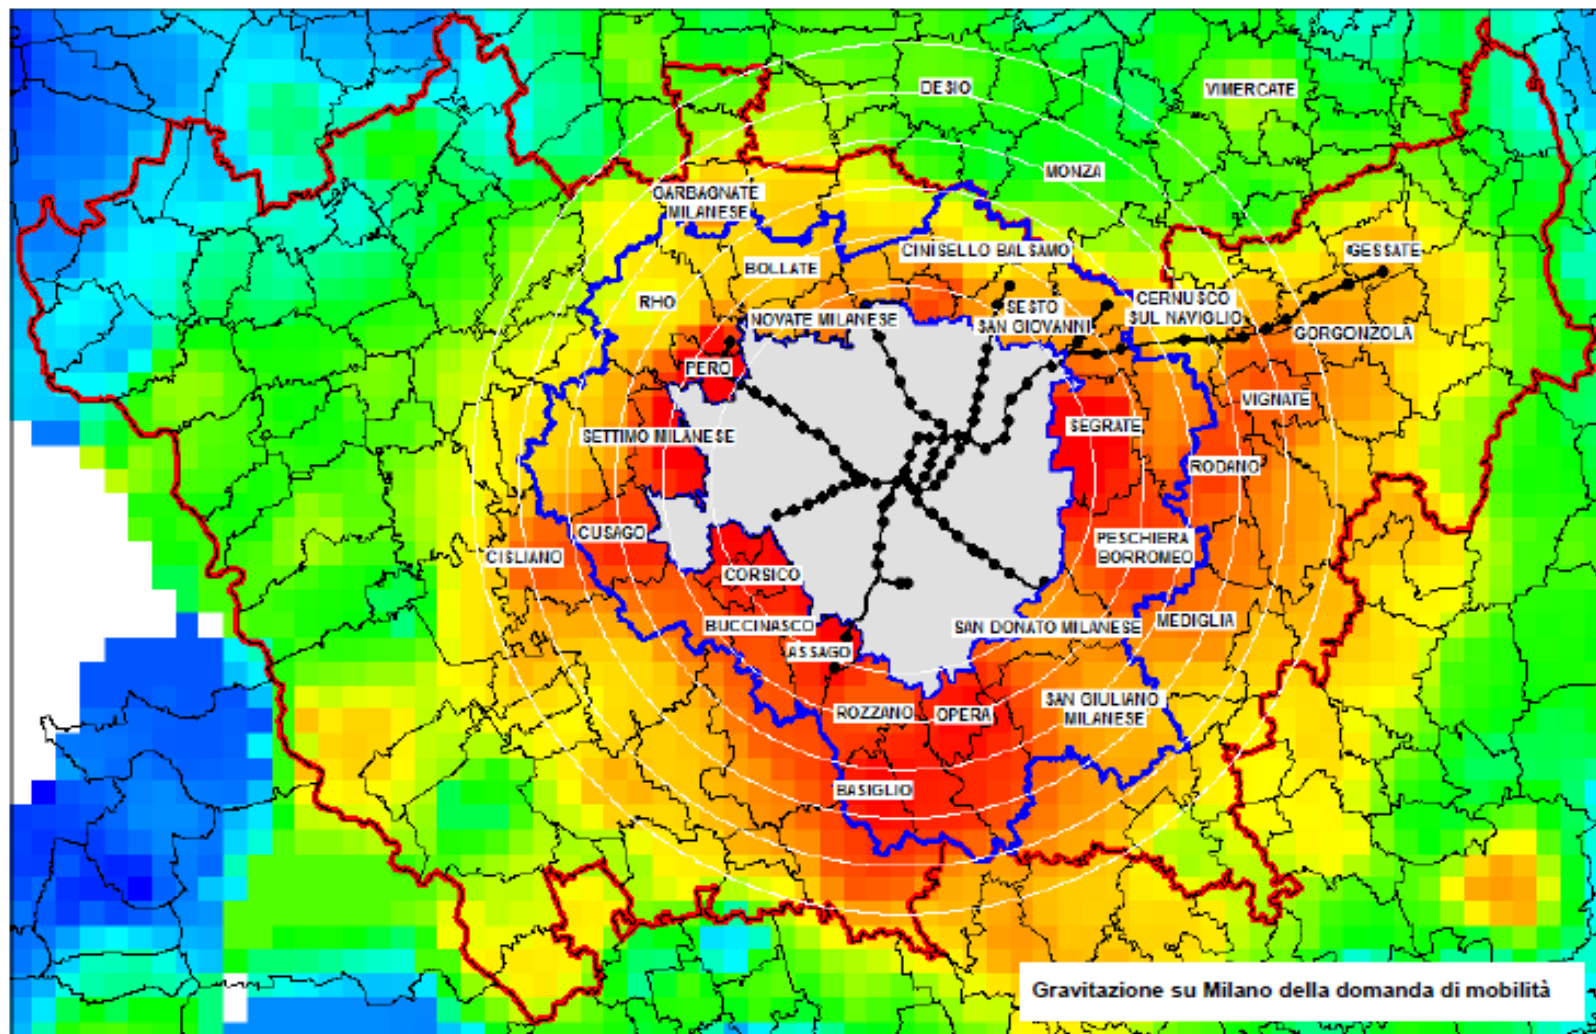 DESIO
VIMERCATE
MONZA
GARBAGNATE
MILANESE
CINISELLO BALSAMO
GESSATE
BOLLATE
RHO
CERNUSCO
SUL NAVIGLIO
SESTO
SAN GIOVANNI
NOVATE MILANESE
GORGONZOLA
PERO
VIGNATE
SETTIMO MILANESE
SEGRATE
RODANO
CUSAGO
CISLIANO
PESCHIERA
BORROMEO
CORSICO
BUCCINASCO
SAN DONATO MILANESE
MEDIGLIA
ASSAGO
ROZZANO
OPERA
SAN GIULIANO
MILANESE
BASIGLIO
Gravitazione su Milano della domanda di mobilità